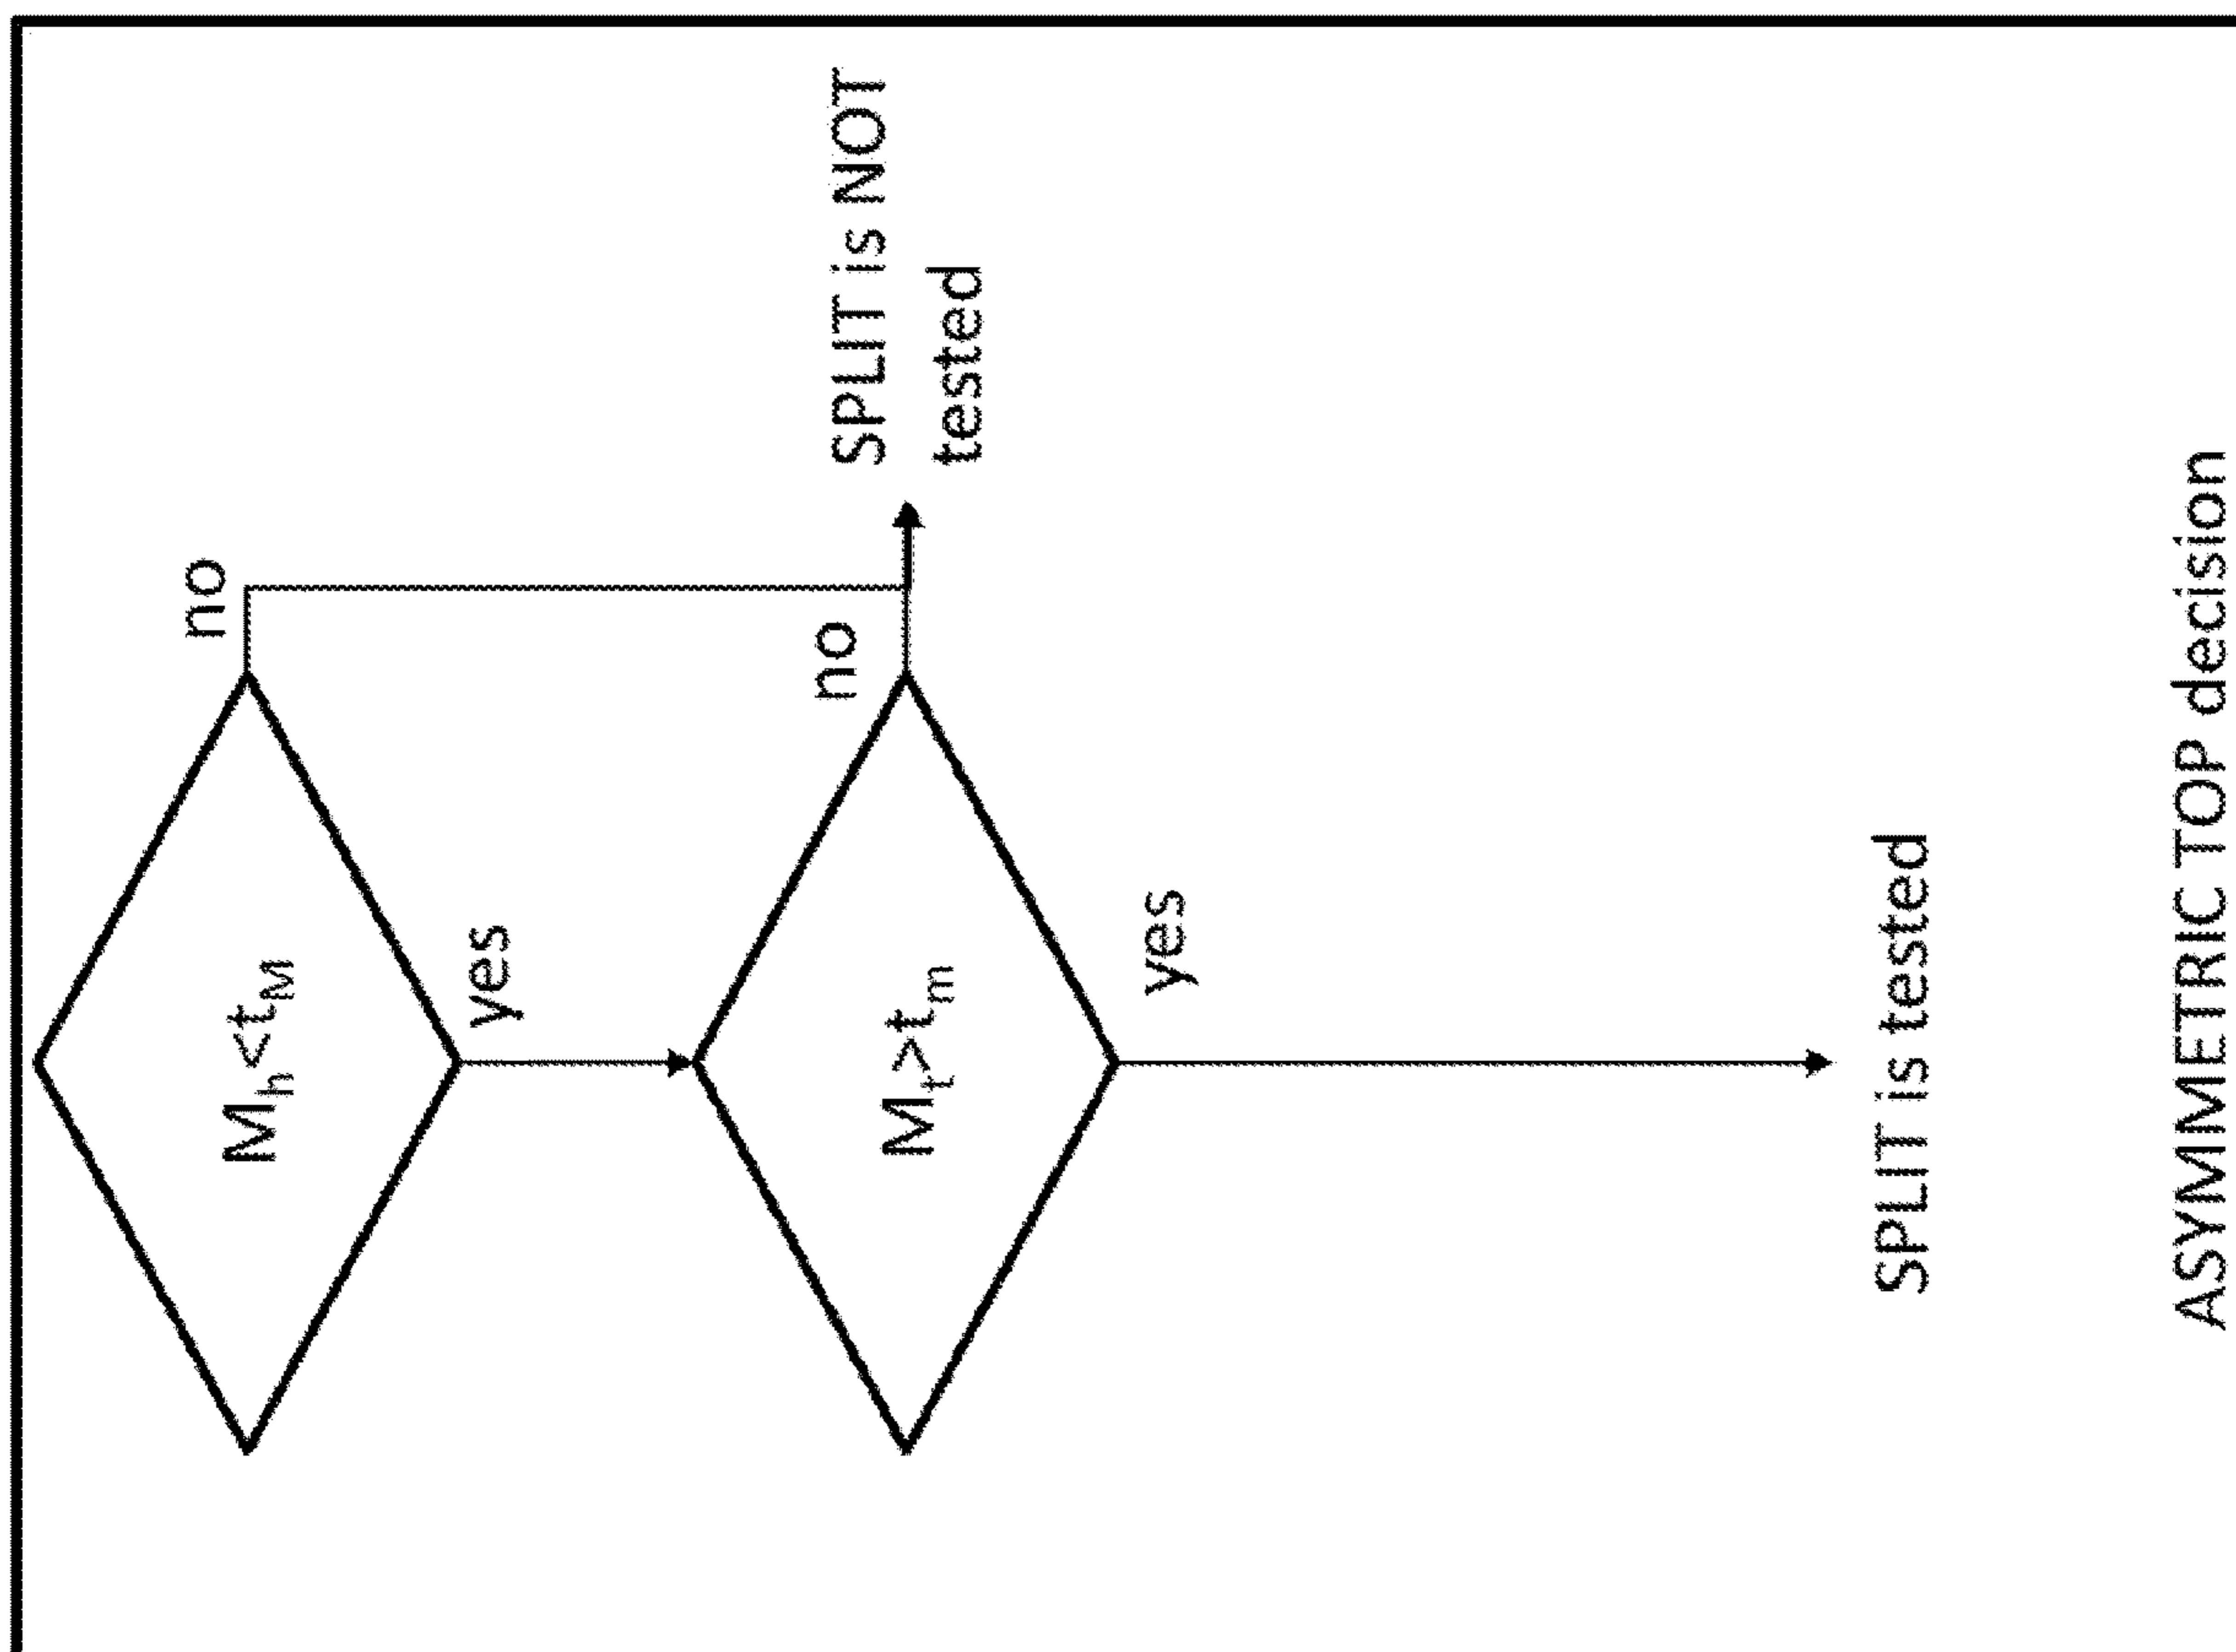 M_h<t_M
no
yes
M_t>t_m
no
SPLIT is NOT
tested
yes
SPLIT is tested
ASYMMETRIC TOP decision